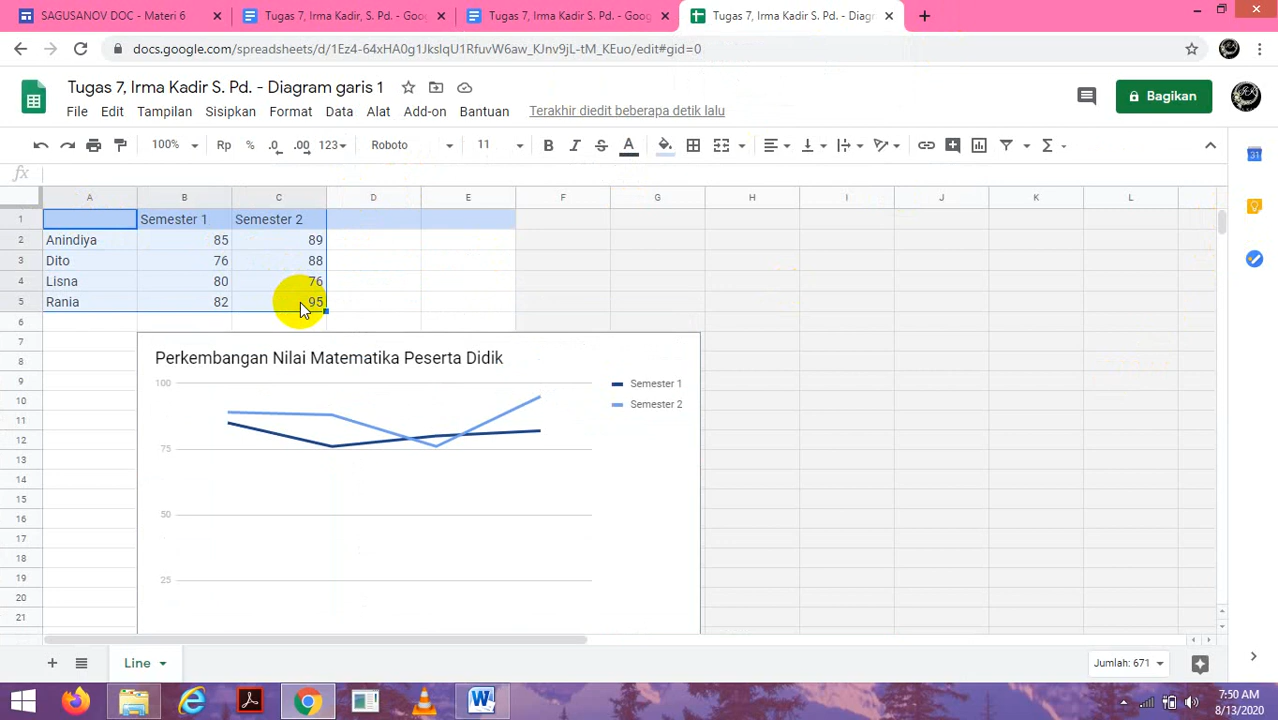 SAGUSANOV DOC - Materi 6
Tugas 7, Irma Kadir, S. Pd. - Goo
Tugas 7, Irma Kadir, S. Pd. - Goog
Tugas 7, Irma Kadir S. Pd. - Diagr
docs.google.com/spreadsheets/d/1Ez4-64xHA0g1JkslqU1RfuvW6aw_KJnv9jL-tM_KEuo/edit#gid=0
Tugas 7, Irma Kadir S. Pd. - Diagram garis 1
File Edit Tampilan Sisipkan Format Data Alat Add-on Bantuan Terakhir diedit beberapa detik lalu
Bagikan
100% Rp % .0 .00 123 Roboto 11 B I S A Σ
31
fx
A B C D E F G H I J K L
1 Semester 1 Semester 2
2 Anindiya 85 89
3 Dito 76 88
4 Lisna 80 76
5 Rania 82 95
6
7
8
9
10
11
12
13
14
15
16
17
18
19
20
21
Perkembangan Nilai Matematika Peserta Didik
100
75
50
25
Semester 1
Semester 2
Line
Jumlah: 671
7:50 AM
8/13/2020